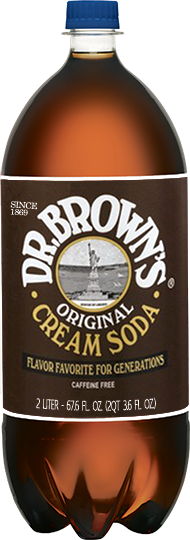 SINCE
1869
DR. BROWN'S
®
ORIGINAL
· CREAM SODA ·
FLAVOR FAVORITE FOR GENERATIONS
CAFFEINE FREE
2 LITER - 67.6 FL. OZ (2QT 3.6 FL. OZ)